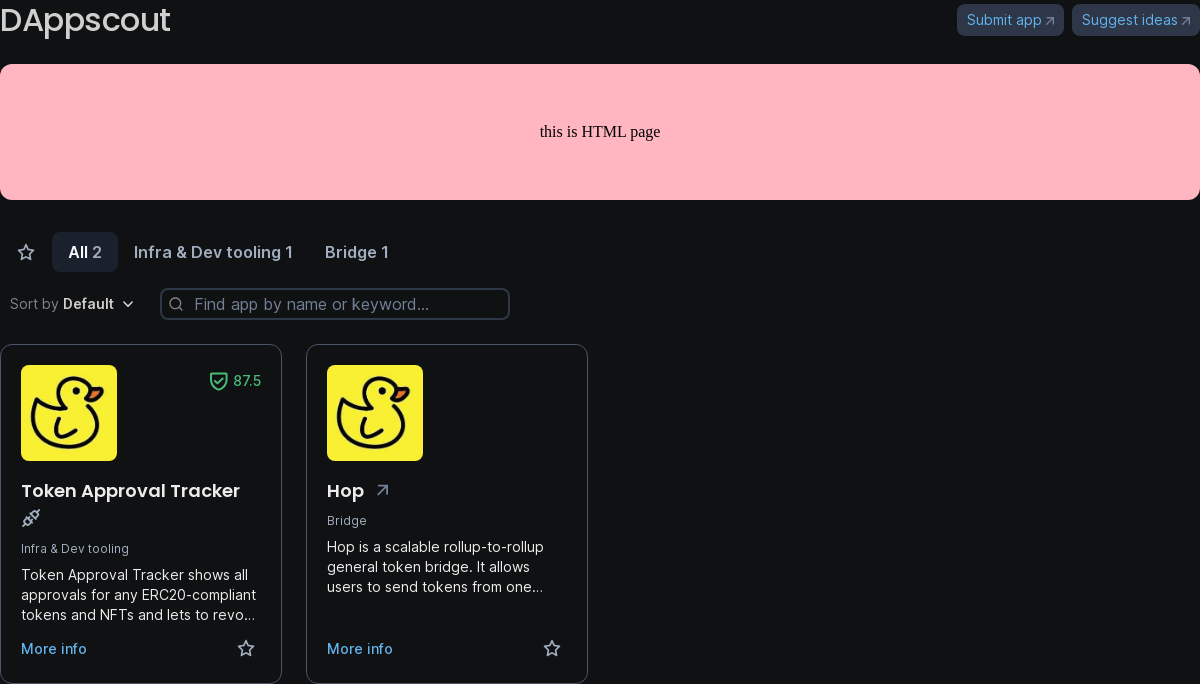 DAppscout
Submit app
Suggest ideas
this is HTML page
All 2
Infra & Dev tooling 1
Bridge 1
Sort by Default
Find app by name or keyword...
87.5
Token Approval Tracker
Infra & Dev tooling
Token Approval Tracker shows all
approvals for any ERC20-compliant
tokens and NFTs and lets to revo...
More info
Hop
Bridge
Hop is a scalable rollup-to-rollup
general token bridge. It allows
users to send tokens from one...
More info